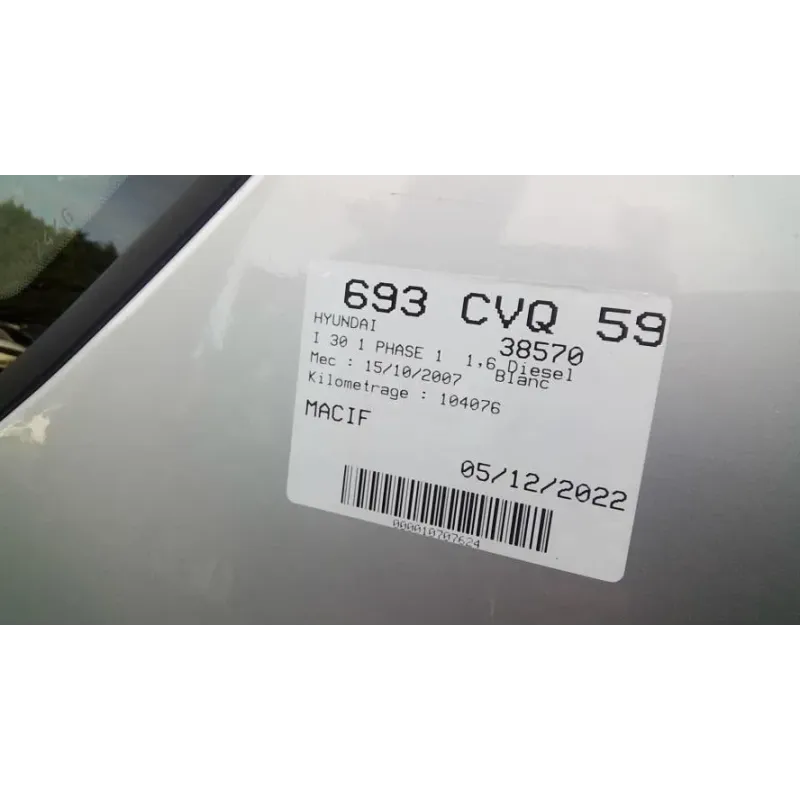 693 CVQ 59
HYUNDAI 38570
I 30 1 PHASE 1 1,6 Diesel
Mec : 15/10/2007 Blanc
Kilometrage : 104076
MACIF
05/12/2022
000010707624